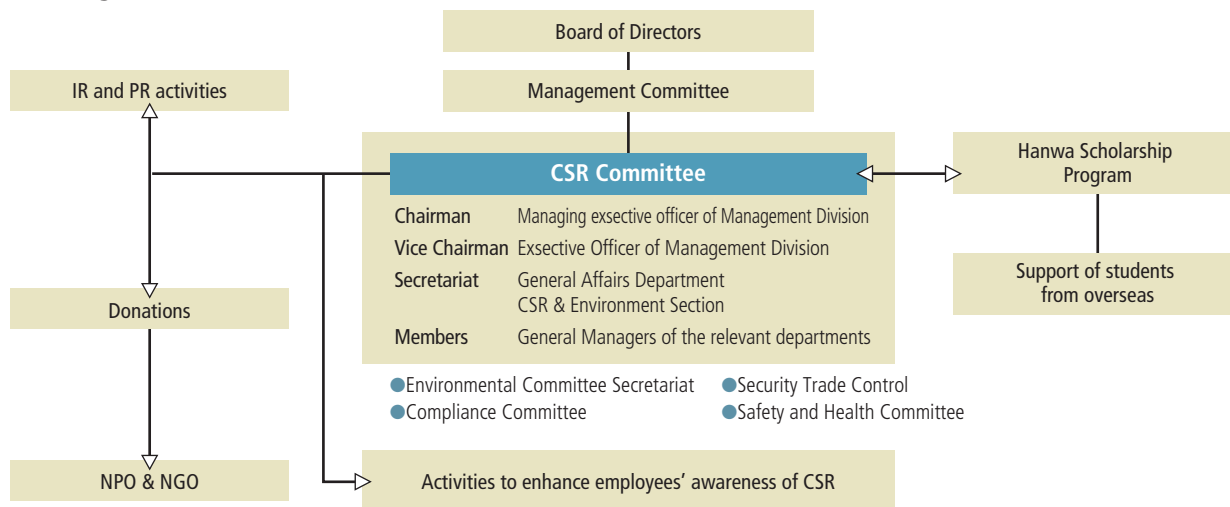 Board of Directors
IR and PR activities
Management Committee
CSR Committee
Hanwa Scholarship
Program
Chairman Managing exsective officer of Management Division
Vice Chairman Exsective Officer of Management Division
Secretariat General Affairs Department
CSR & Environment Section
Members General Managers of the relevant departments
Support of students
from overseas
Donations
●Environmental Committee Secretariat ●Security Trade Control
●Compliance Committee ●Safety and Health Committee
NPO & NGO
Activities to enhance employees’ awareness of CSR